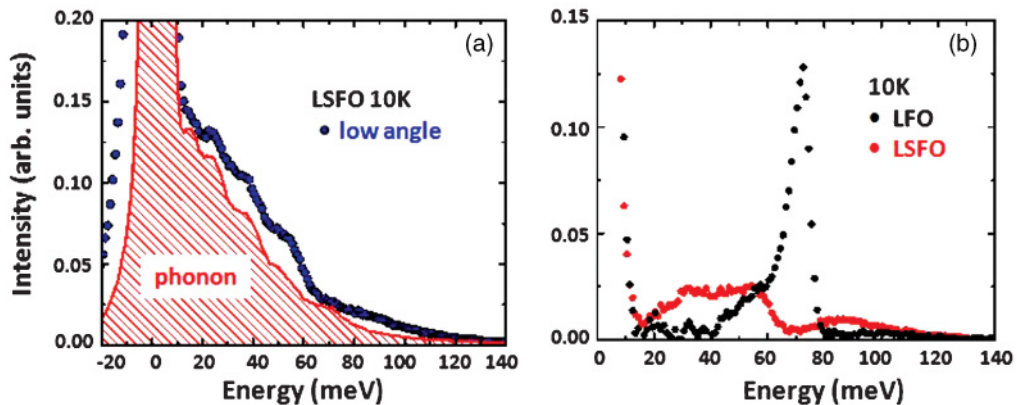 Intensity (arb. units)
0.20
0.15
0.10
0.05
0.00
(a)
LSFO 10K
low angle
phonon
-20 0 20 40 60 80 100 120 140
Energy (meV)
0.15
0.10
0.05
0.00
(b)
10K
LFO
LSFO
0 20 40 60 80 100 120 140
Energy (meV)